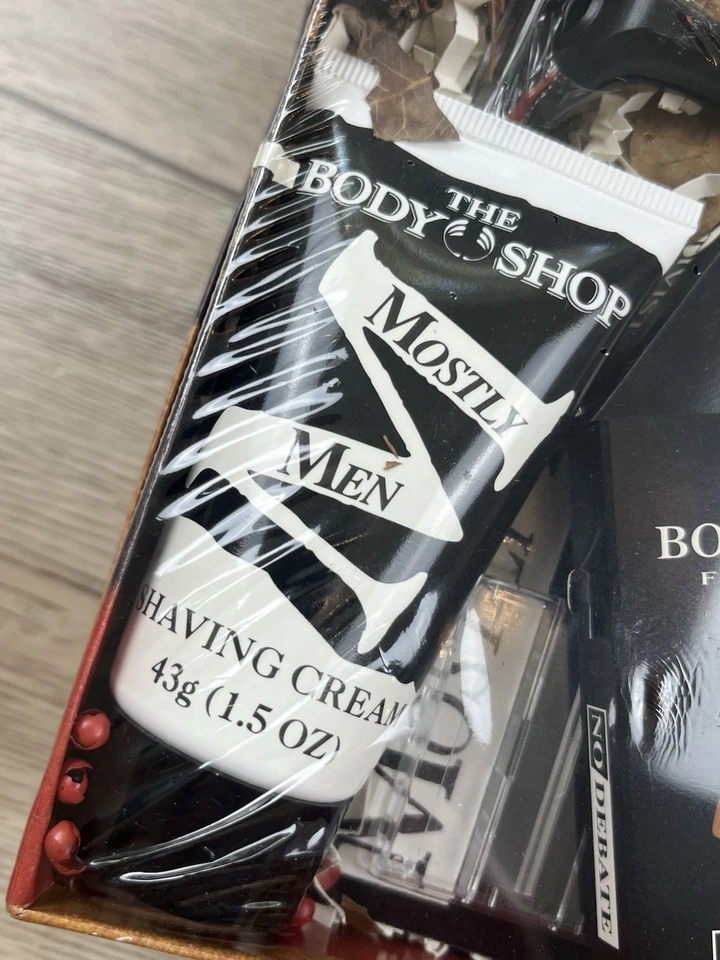 THE
BODY SHOP
MOSTLY
MEN
SHAVING CREAM
43g (1.5 OZ)
BO
F
NO DEBATE